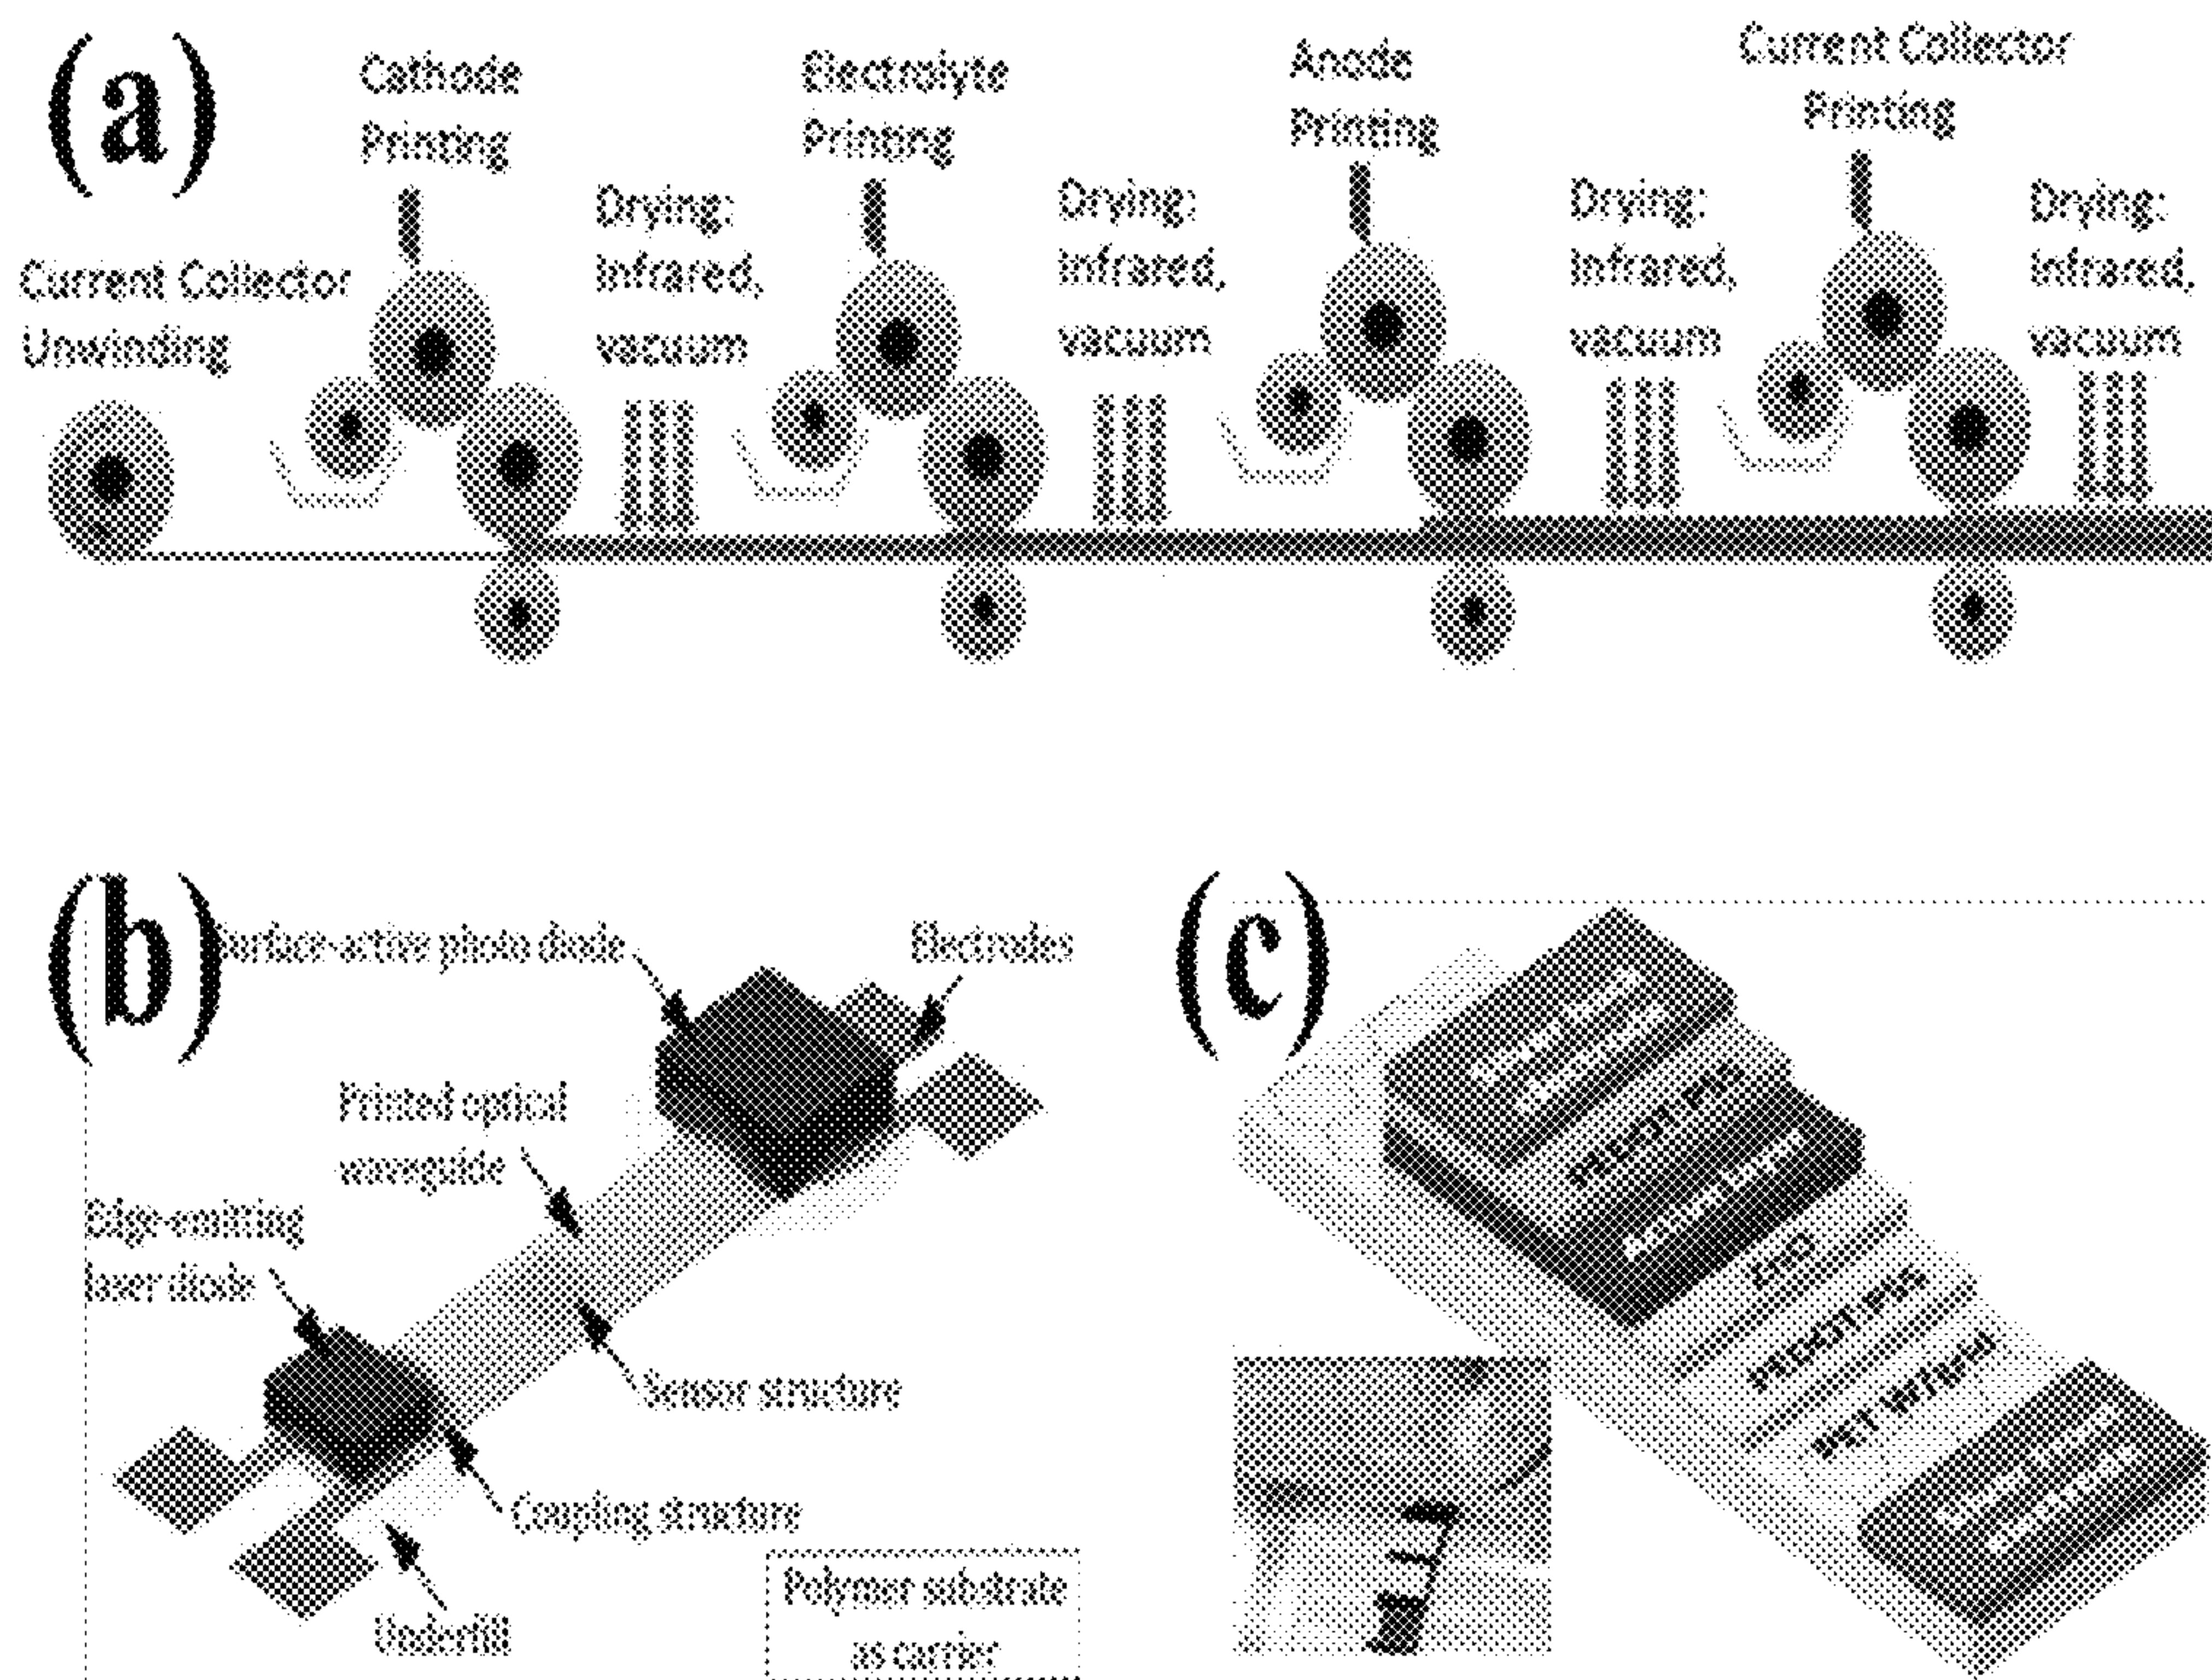 (a)
Cathode
Printing
Electrolyte
Printing
Anode
Printing
Current Collector
Printing
Current Collector
Unwinding
Drying:
Infrared,
vacuum
Drying:
Infrared,
vacuum
Drying:
Infrared,
vacuum
Drying:
Infrared,
vacuum
(b)
Surface-active photo diode
Electrodes
Printed optical
waveguide
Edge-emitting
laser diode
Sensor structure
Coupling structure
Underfill
Polymer substrate
as carrier
(c)
PEDOT:PSS
ZnO
PEDOT:PSS